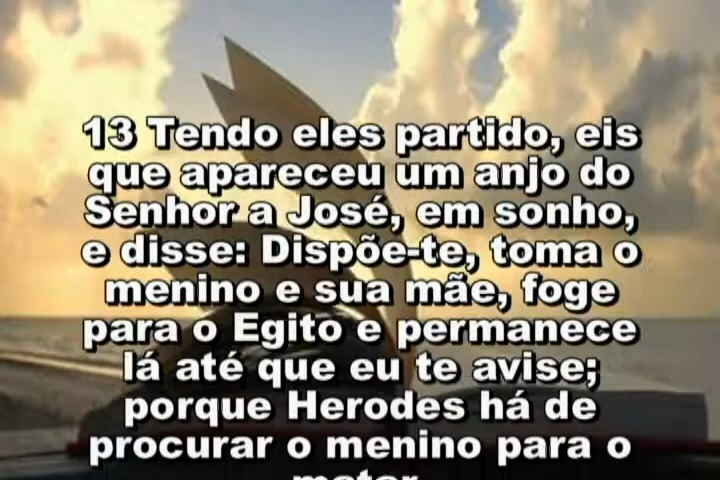 13 Tendo eles partido, eis
que apareceu um anjo do
Senhor a José, em sonho,
e disse: Dispõe-te, toma o
menino e sua mãe, foge
para o Egito e permanece
lá até que eu te avise;
porque Herodes há de
procurar o menino para o